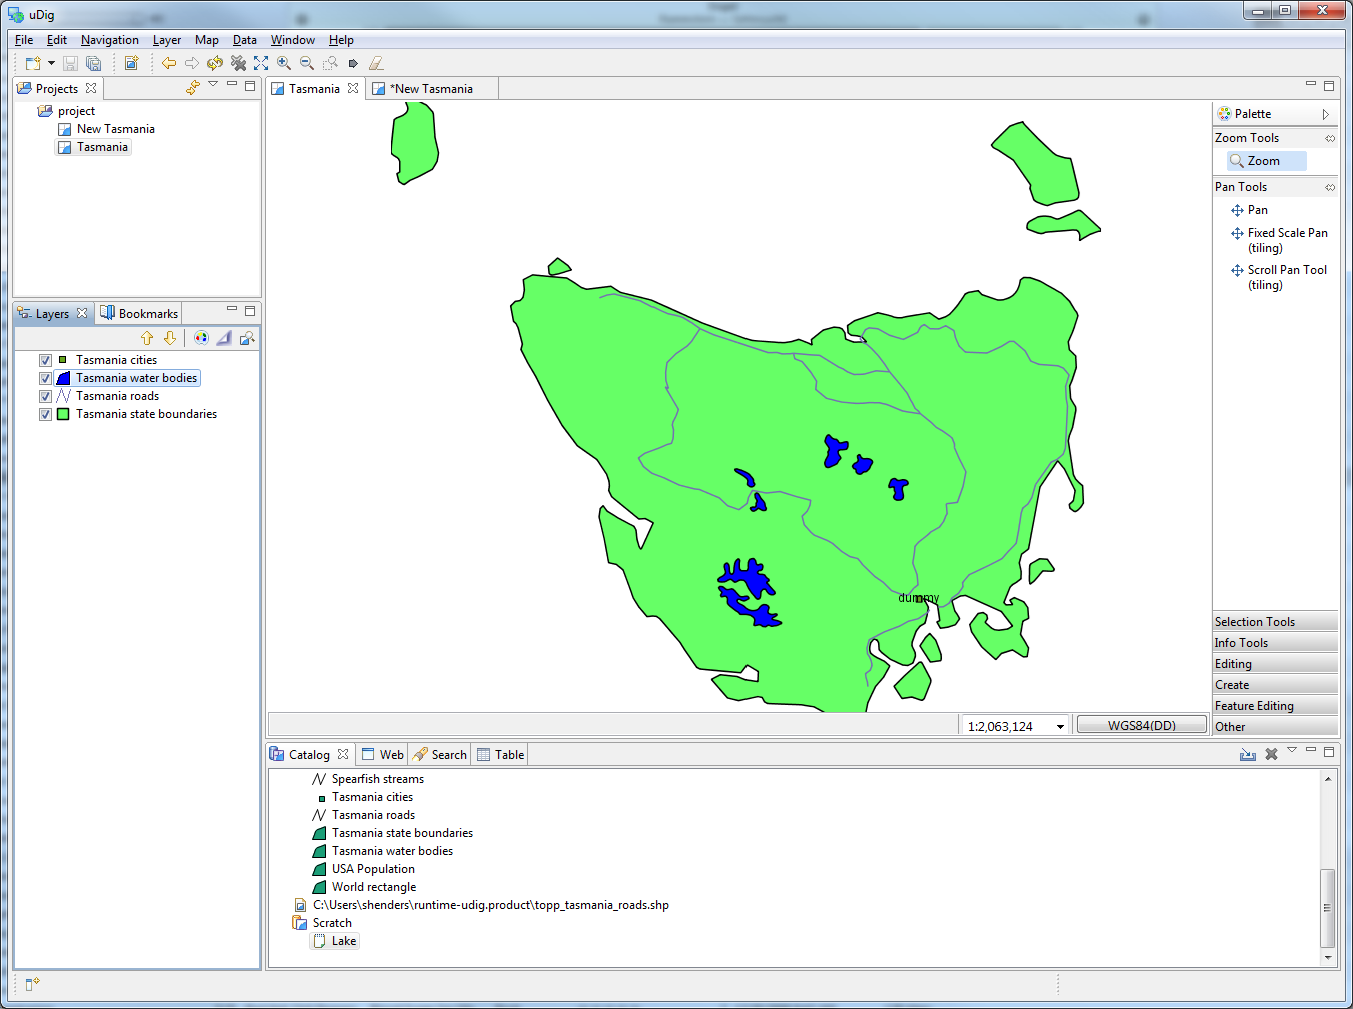 uDig
File Edit Navigation Layer Map Data Window Help
Projects
project
New Tasmania
Tasmania
Layers
Bookmarks
Tasmania cities
Tasmania water bodies
Tasmania roads
Tasmania state boundaries
Tasmania
*New Tasmania
dummy
1:2,063,124
WGS84(DD)
Palette
Zoom Tools
Zoom
Pan Tools
Pan
Fixed Scale Pan
(tiling)
Scroll Pan Tool
(tiling)
Selection Tools
Info Tools
Editing
Create
Feature Editing
Other
Catalog
Web
Search
Table
Spearfish streams
Tasmania cities
Tasmania roads
Tasmania state boundaries
Tasmania water bodies
USA Population
World rectangle
C:\Users\shenders\runtime-udig.product\topp_tasmania_roads.shp
Scratch
Lake